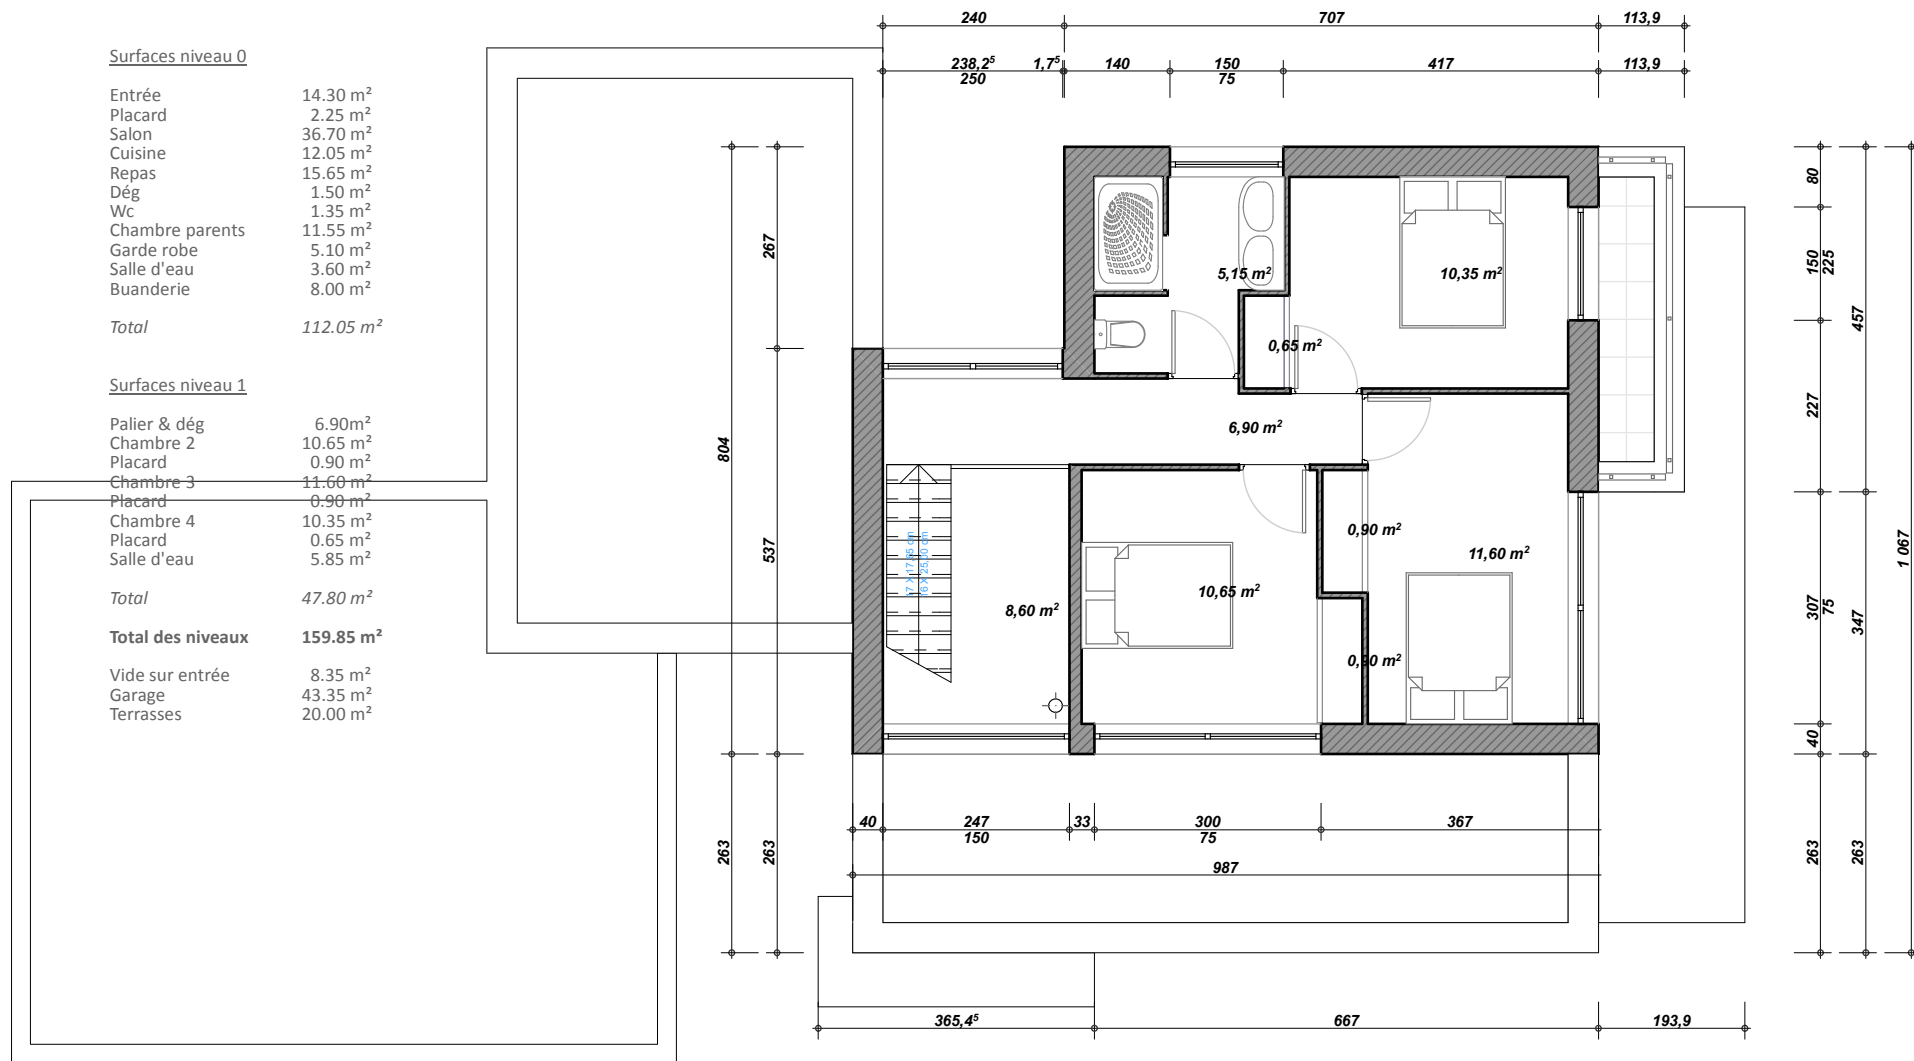 Surfaces niveau 0
Entrée 14.30 m²
Placard 2.25 m²
Salon 36.70 m²
Cuisine 12.05 m²
Repas 15.65 m²
Dég 1.50 m²
Wc 1.35 m²
Chambre parents 11.55 m²
Garde robe 5.10 m²
Salle d'eau 3.60 m²
Buanderie 8.00 m²
Total 112.05 m²
Surfaces niveau 1
Palier & dég 6.90m²
Chambre 2 10.65 m²
Placard 0.90 m²
Chambre 3 11.60 m²
Placard 0.90 m²
Chambre 4 10.35 m²
Placard 0.65 m²
Salle d'eau 5.85 m²
Total 47.80 m²
Total des niveaux 159.85 m²
Vide sur entrée 8.35 m²
Garage 43.35 m²
Terrasses 20.00 m²
240 707 113,9
238,2⁵ 1,7⁵ 140 150 417 113,9
250 75
804
263
267
537
263
5,15 m²
10,35 m²
0,65 m²
6,90 m²
0,90 m²
11,60 m²
10,65 m²
8,60 m²
0,90 m²
17 X 17,65 cm
16 X 25,00 cm
80
150
225
227
307
75
40
263
457
347
263
1 067
40 247 33 300 367
150 75
987
365,4⁵ 667 193,9